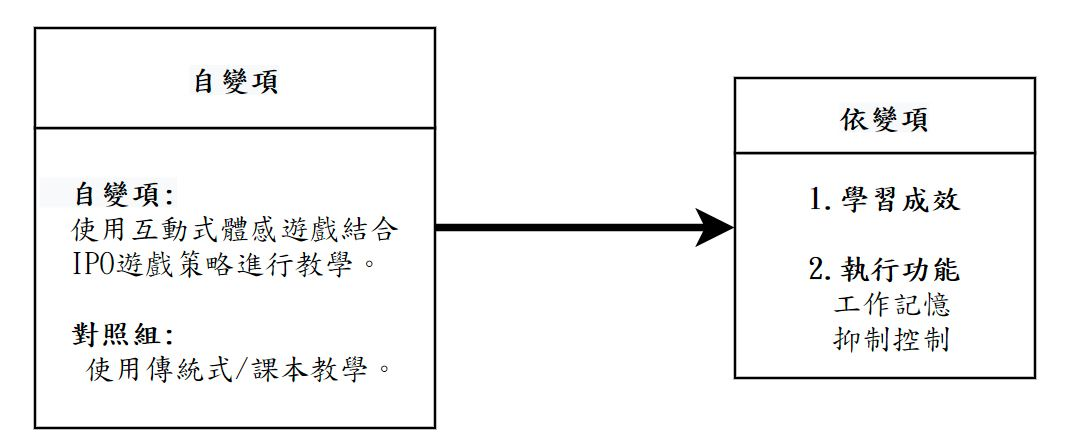 自變項
自變項:
使用互動式體感遊戲結合
IPO遊戲策略進行教學。
對照組:
使用傳統式/課本教學。
依變項
1.學習成效
2.執行功能
工作記憶
抑制控制